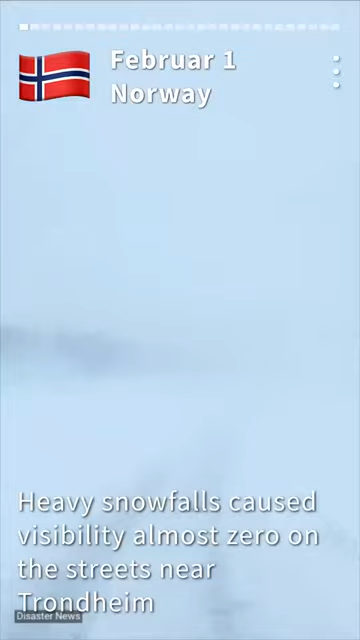 Februar 1
Norway
Heavy snowfalls caused
visibility almost zero on
the streets near
Trondheim
Disaster News